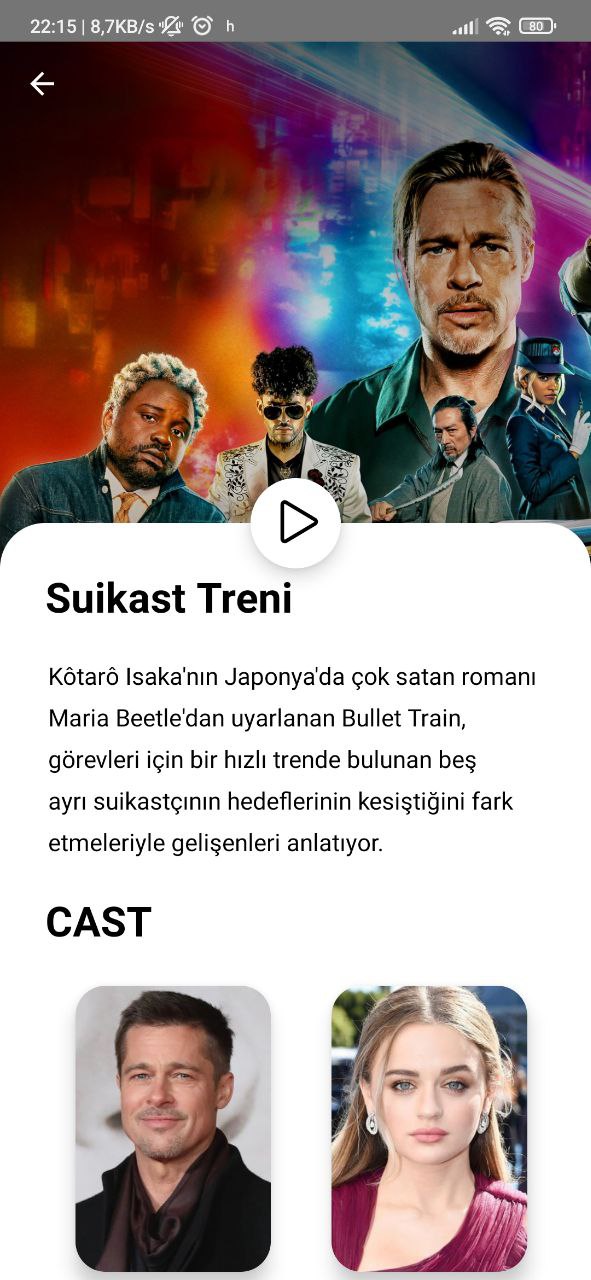 22:15 | 8,7KB/s h 80
Suikast Treni
Kôtarô Isaka'nın Japonya'da çok satan romanı
Maria Beetle'dan uyarlanan Bullet Train,
görevleri için bir hızlı trende bulunan beş
ayrı suikastçının hedeflerinin kesiştiğini fark
etmeleriyle gelişenleri anlatıyor.
CAST